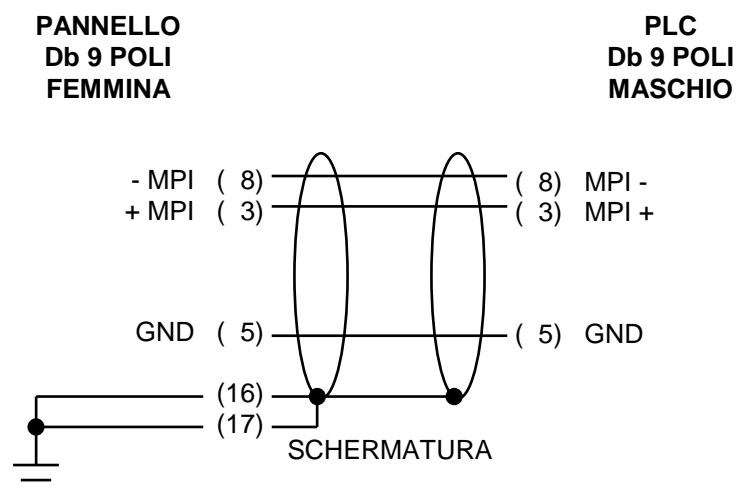 PANNELLO
Db 9 POLI
FEMMINA
PLC
Db 9 POLI
MASCHIO
- MPI ( 8) ( 8) MPI -
+ MPI ( 3) ( 3) MPI +
GND ( 5) ( 5) GND
(16)
(17)
SCHERMATURA